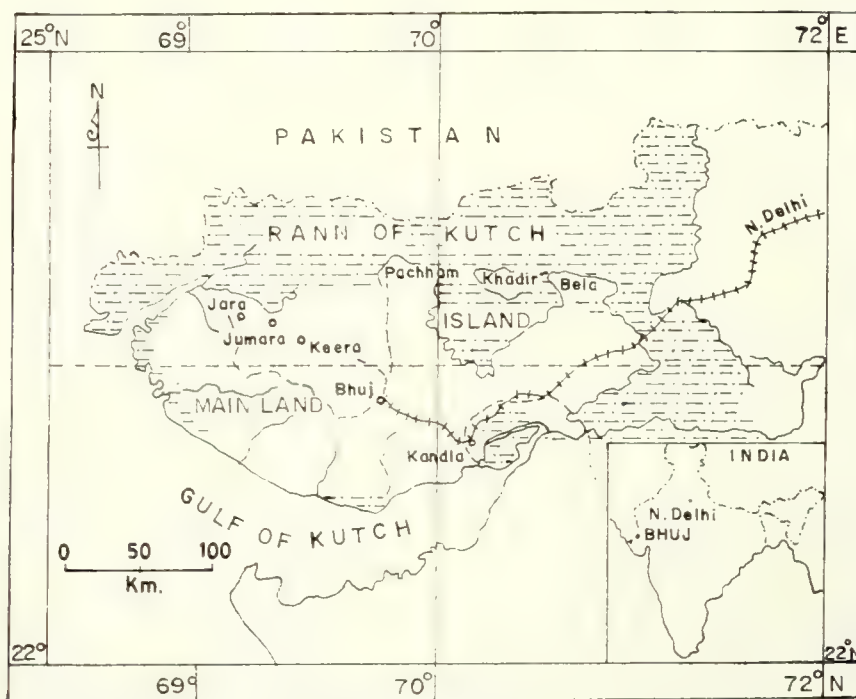 25°N 69° 70° 72° E
N
PAKISTAN
N. Delhi
RANN OF KUTCH
Pachham
Khadir
Bela
ISLAND
Jara
Jumara
Keera
Bhuj
MAIN LAND
Kandla
GULF OF KUTCH
0 50 100
Km.
INDIA
N. Delhi
BHUJ
22° 22°N
69° 70° 72° N